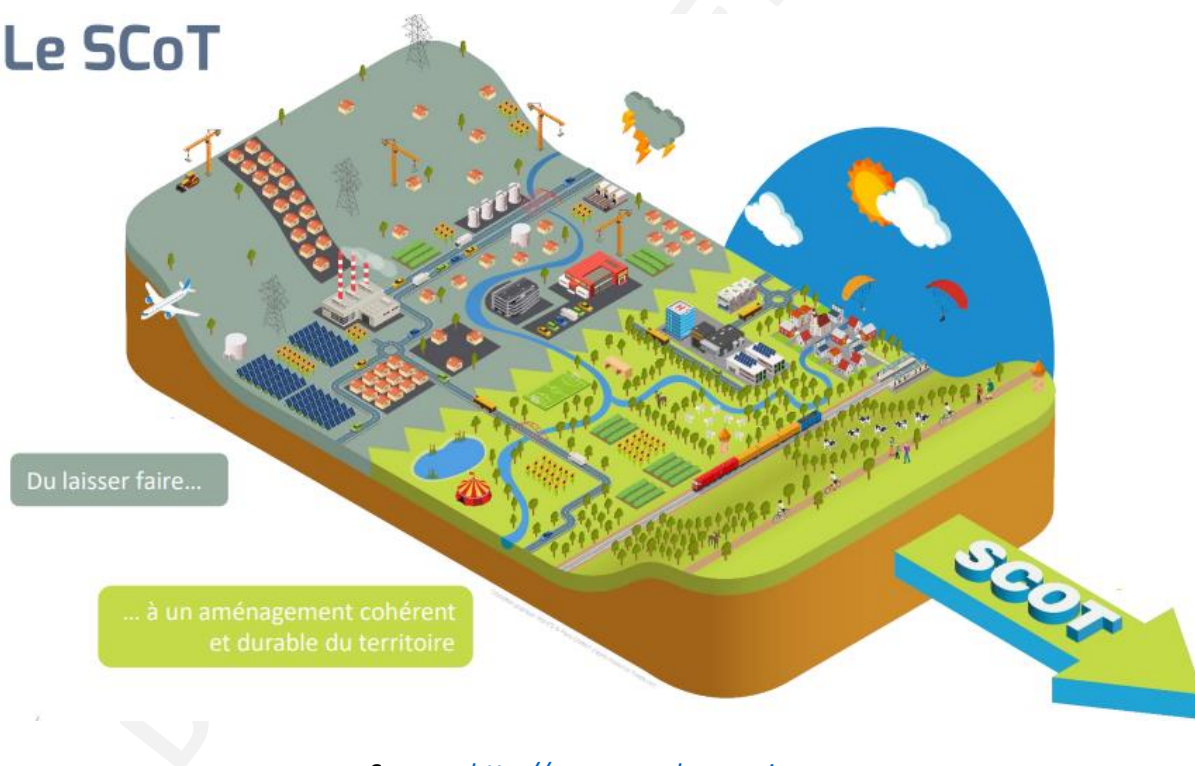 Le SCoT
Du laisser faire...
... à un aménagement cohérent
et durable du territoire
H
SCOT